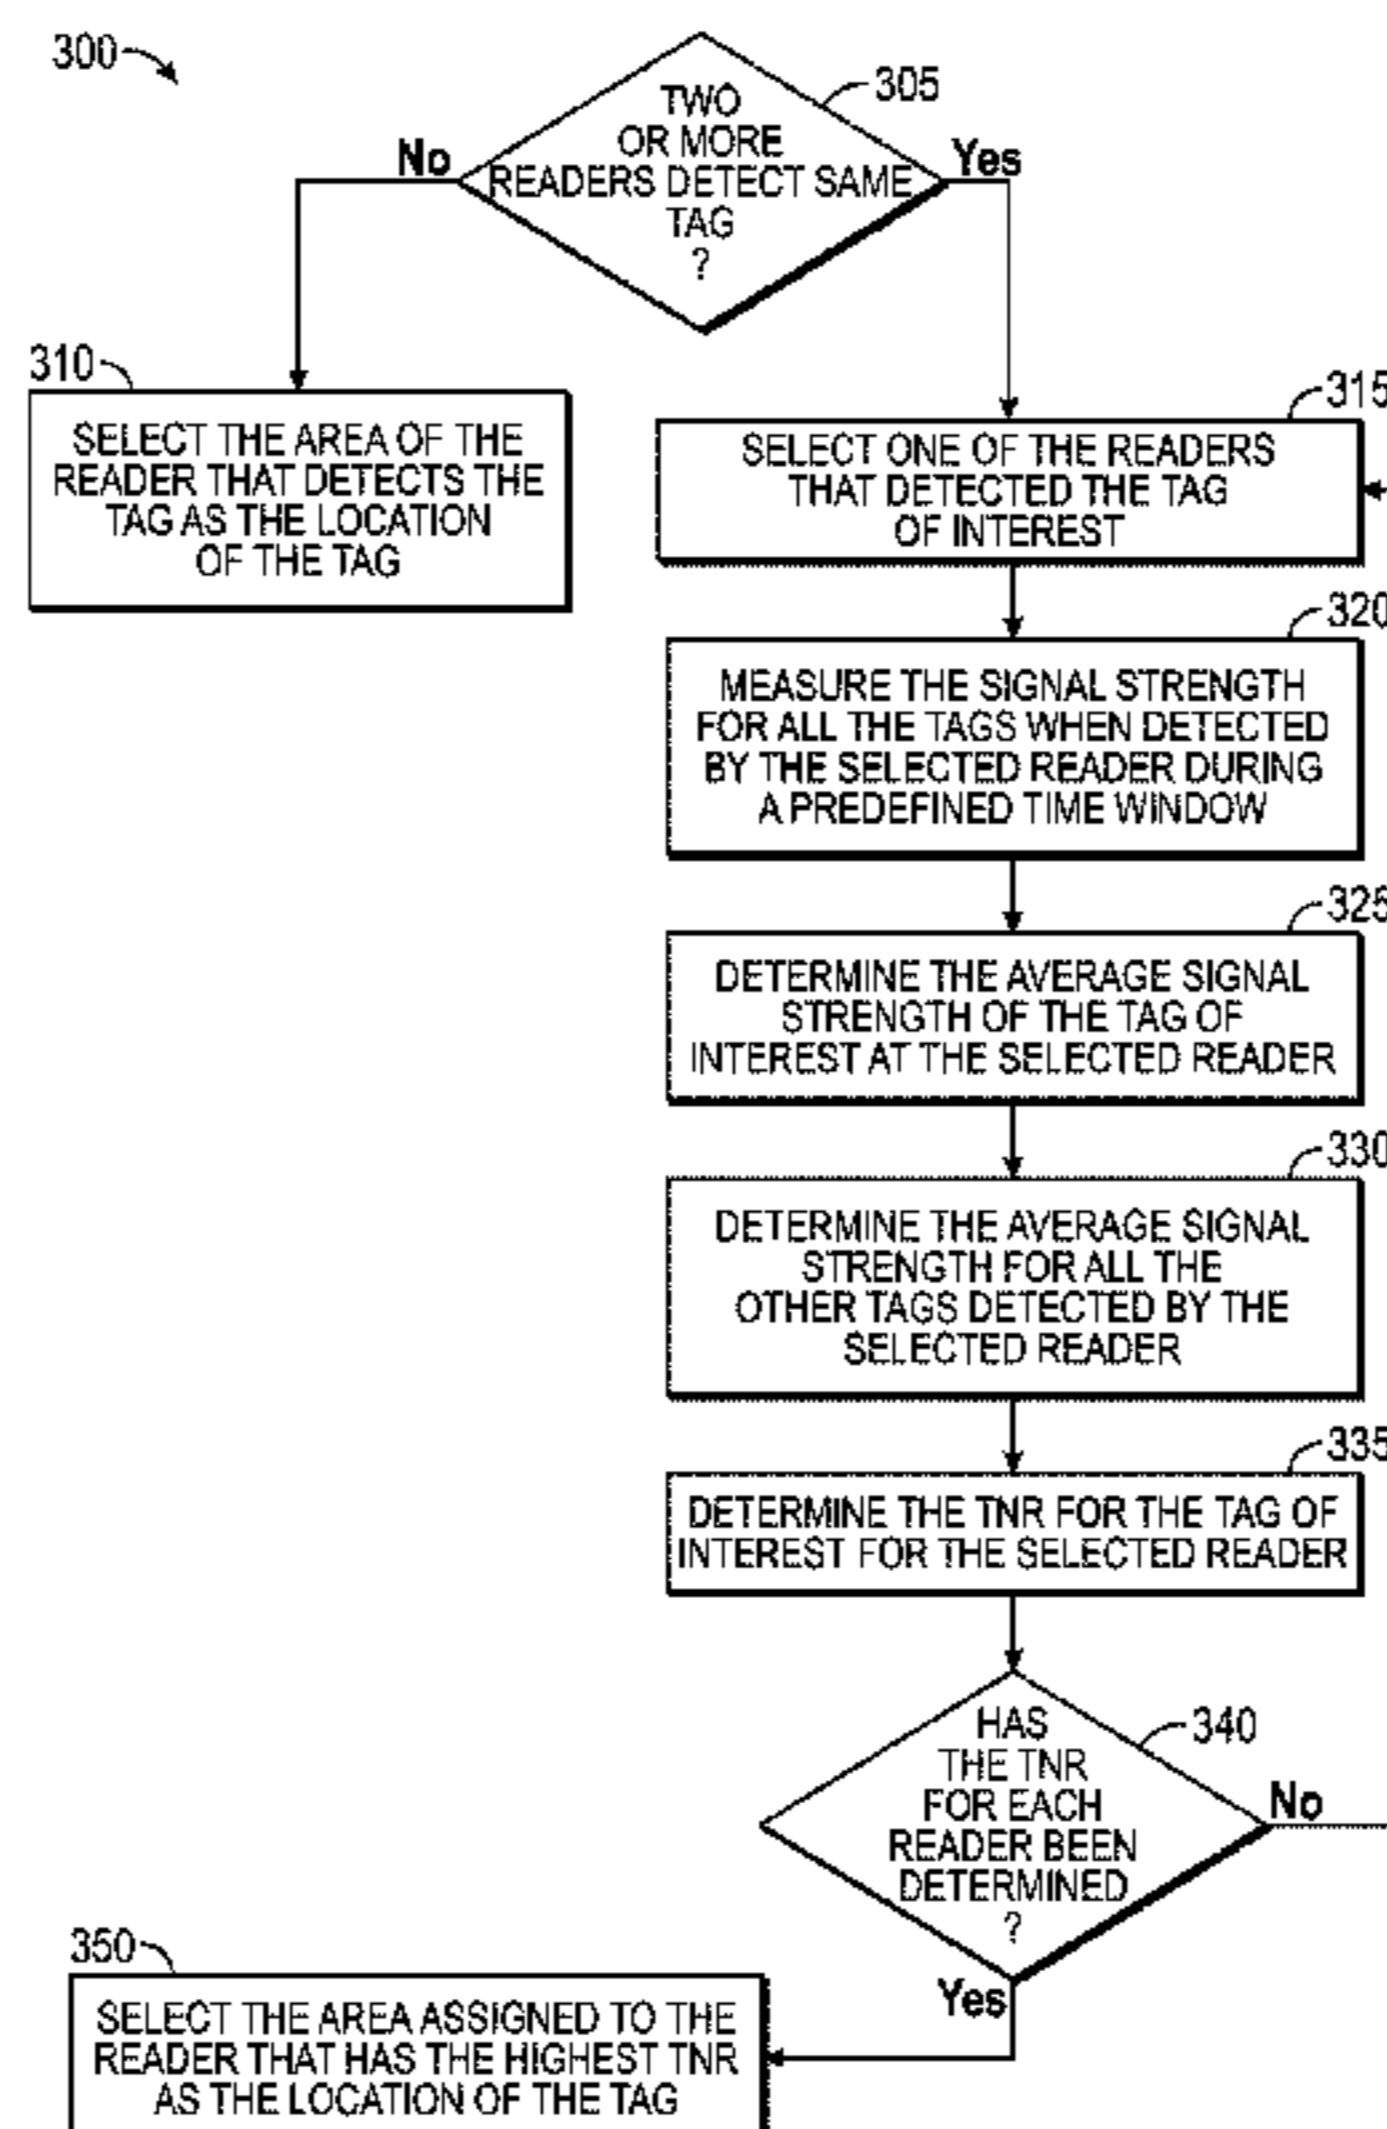 300
305
TWO
OR MORE
READERS DETECT SAME
TAG
?
No
Yes
310
SELECT THE AREA OF THE
READER THAT DETECTS THE
TAG AS THE LOCATION
OF THE TAG
315
SELECT ONE OF THE READERS
THAT DETECTED THE TAG
OF INTEREST
320
MEASURE THE SIGNAL STRENGTH
FOR ALL THE TAGS WHEN DETECTED
BY THE SELECTED READER DURING
A PREDEFINED TIME WINDOW
325
DETERMINE THE AVERAGE SIGNAL
STRENGTH OF THE TAG OF
INTEREST AT THE SELECTED READER
330
DETERMINE THE AVERAGE SIGNAL
STRENGTH FOR ALL THE
OTHER TAGS DETECTED BY THE
SELECTED READER
335
DETERMINE THE TNR FOR THE TAG OF
INTEREST FOR THE SELECTED READER
340
HAS
THE TNR
FOR EACH
READER BEEN
DETERMINED
?
No
Yes
350
SELECT THE AREA ASSIGNED TO THE
READER THAT HAS THE HIGHEST TNR
AS THE LOCATION OF THE TAG